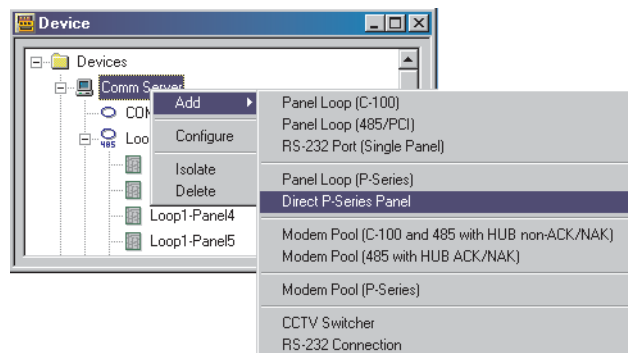 Device
Devices
Comm Server
Add
Configure
Isolate
Delete
485
Loop1-Panel4
Loop1-Panel5
Panel Loop (C-100)
Panel Loop (485/PCI)
RS-232 Port (Single Panel)
Panel Loop (P-Series)
Direct P-Series Panel
Modem Pool (C-100 and 485 with HUB non-ACK/NAK)
Modem Pool (485 with HUB ACK/NAK)
Modem Pool (P-Series)
CCTV Switcher
RS-232 Connection